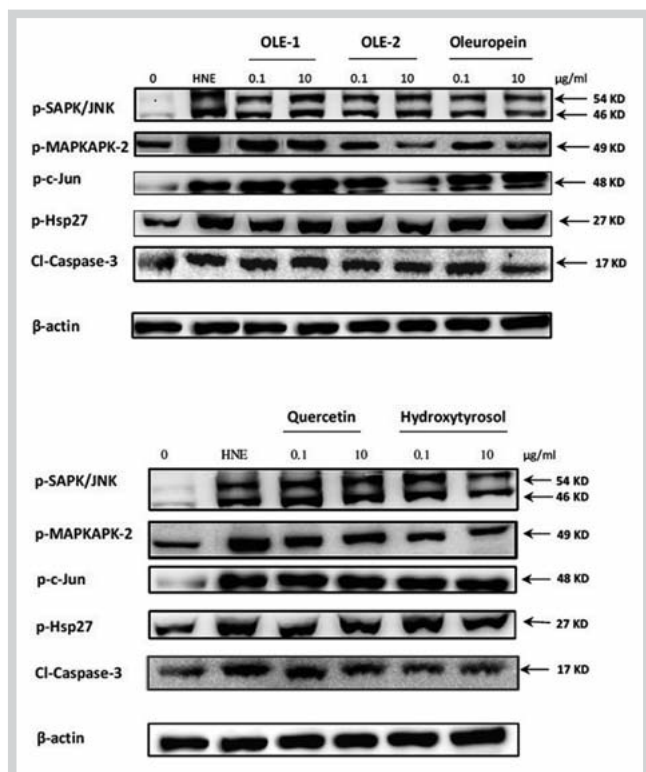 OLE-1 OLE-2 Oleuropein
0 HNE 0.1 10 0.1 10 0.1 10 µg/ml
p-SAPK/JNK 54 KD
46 KD
p-MAPKAPK-2 49 KD
p-c-Jun 48 KD
p-Hsp27 27 KD
Cl-Caspase-3 17 KD
β-actin
Quercetin Hydroxytyrosol
0 HNE 0.1 10 0.1 10 µg/ml
p-SAPK/JNK 54 KD
46 KD
p-MAPKAPK-2 49 KD
p-c-Jun 48 KD
p-Hsp27 27 KD
Cl-Caspase-3 17 KD
β-actin